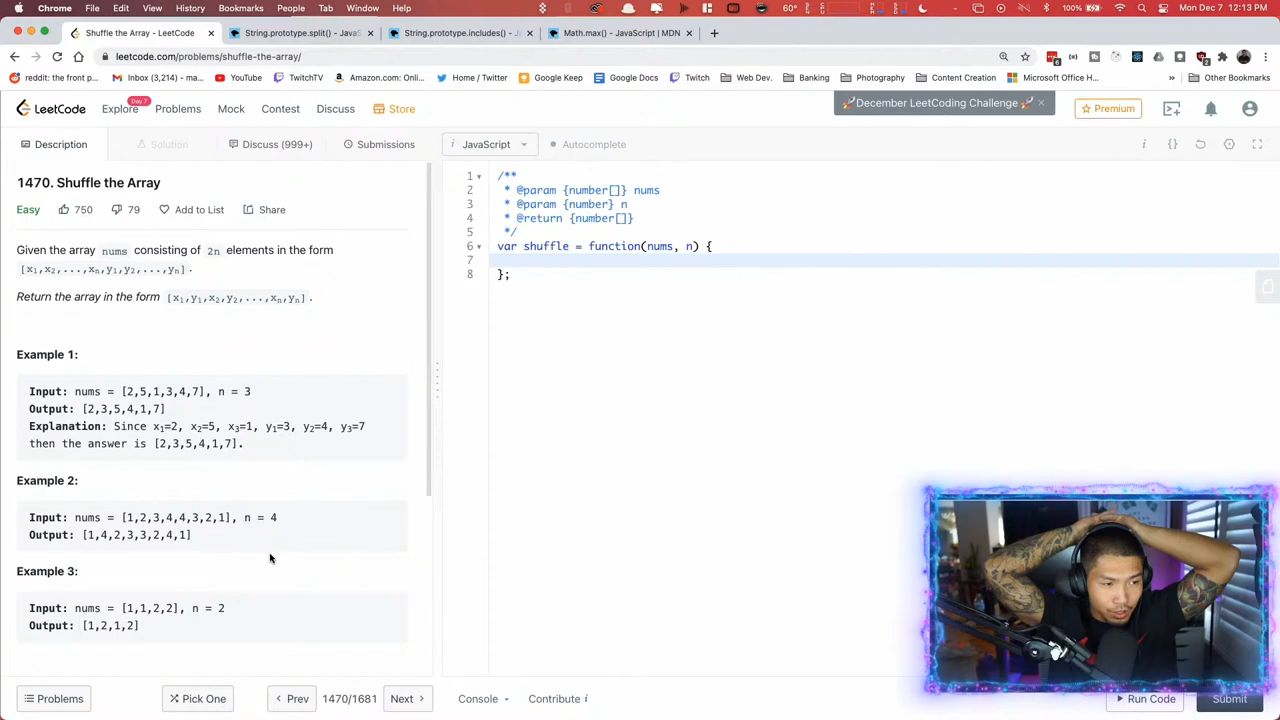 Chrome File Edit View History Bookmarks People Tab Window Help 60° 100% Mon Dec 7 12:13 PM
Shuffle the Array - LeetCode String.prototype.split() - JavaS String.prototype.includes() - J Math.max() - JavaScript | MDN
leetcode.com/problems/shuffle-the-array/
reddit: the front p... Inbox (3,214) - ma... YouTube TwitchTV Amazon.com: Onli... Home / Twitter Google Keep Google Docs Twitch Web Dev. Banking Photography Content Creation Microsoft Office H... » Other Bookmarks
LeetCode Explore Day 7 Problems Mock Contest Discuss Store 🚀December LeetCoding Challenge 🚀 × Premium
Description Solution Discuss (999+) Submissions i JavaScript Autocomplete
1470. Shuffle the Array
Easy 750 79 Add to List Share
Given the array nums consisting of 2n elements in the form
[x₁,x₂,...,xₙ,y₁,y₂,...,yₙ].
Return the array in the form [x₁,y₁,x₂,y₂,...,xₙ,yₙ].
Example 1:
Input: nums = [2,5,1,3,4,7], n = 3
Output: [2,3,5,4,1,7]
Explanation: Since x₁=2, x₂=5, x₃=1, y₁=3, y₂=4, y₃=7
then the answer is [2,3,5,4,1,7].
Example 2:
Input: nums = [1,2,3,4,4,3,2,1], n = 4
Output: [1,4,2,3,3,2,4,1]
Example 3:
Input: nums = [1,1,2,2], n = 2
Output: [1,2,1,2]
1 /**
2 * @param {number[]} nums
3 * @param {number} n
4 * @return {number[]}
5 */
6 var shuffle = function(nums, n) {
7
8 };
Problems Pick One Prev 1470/1681 Next Console Contribute i Run Code Submit